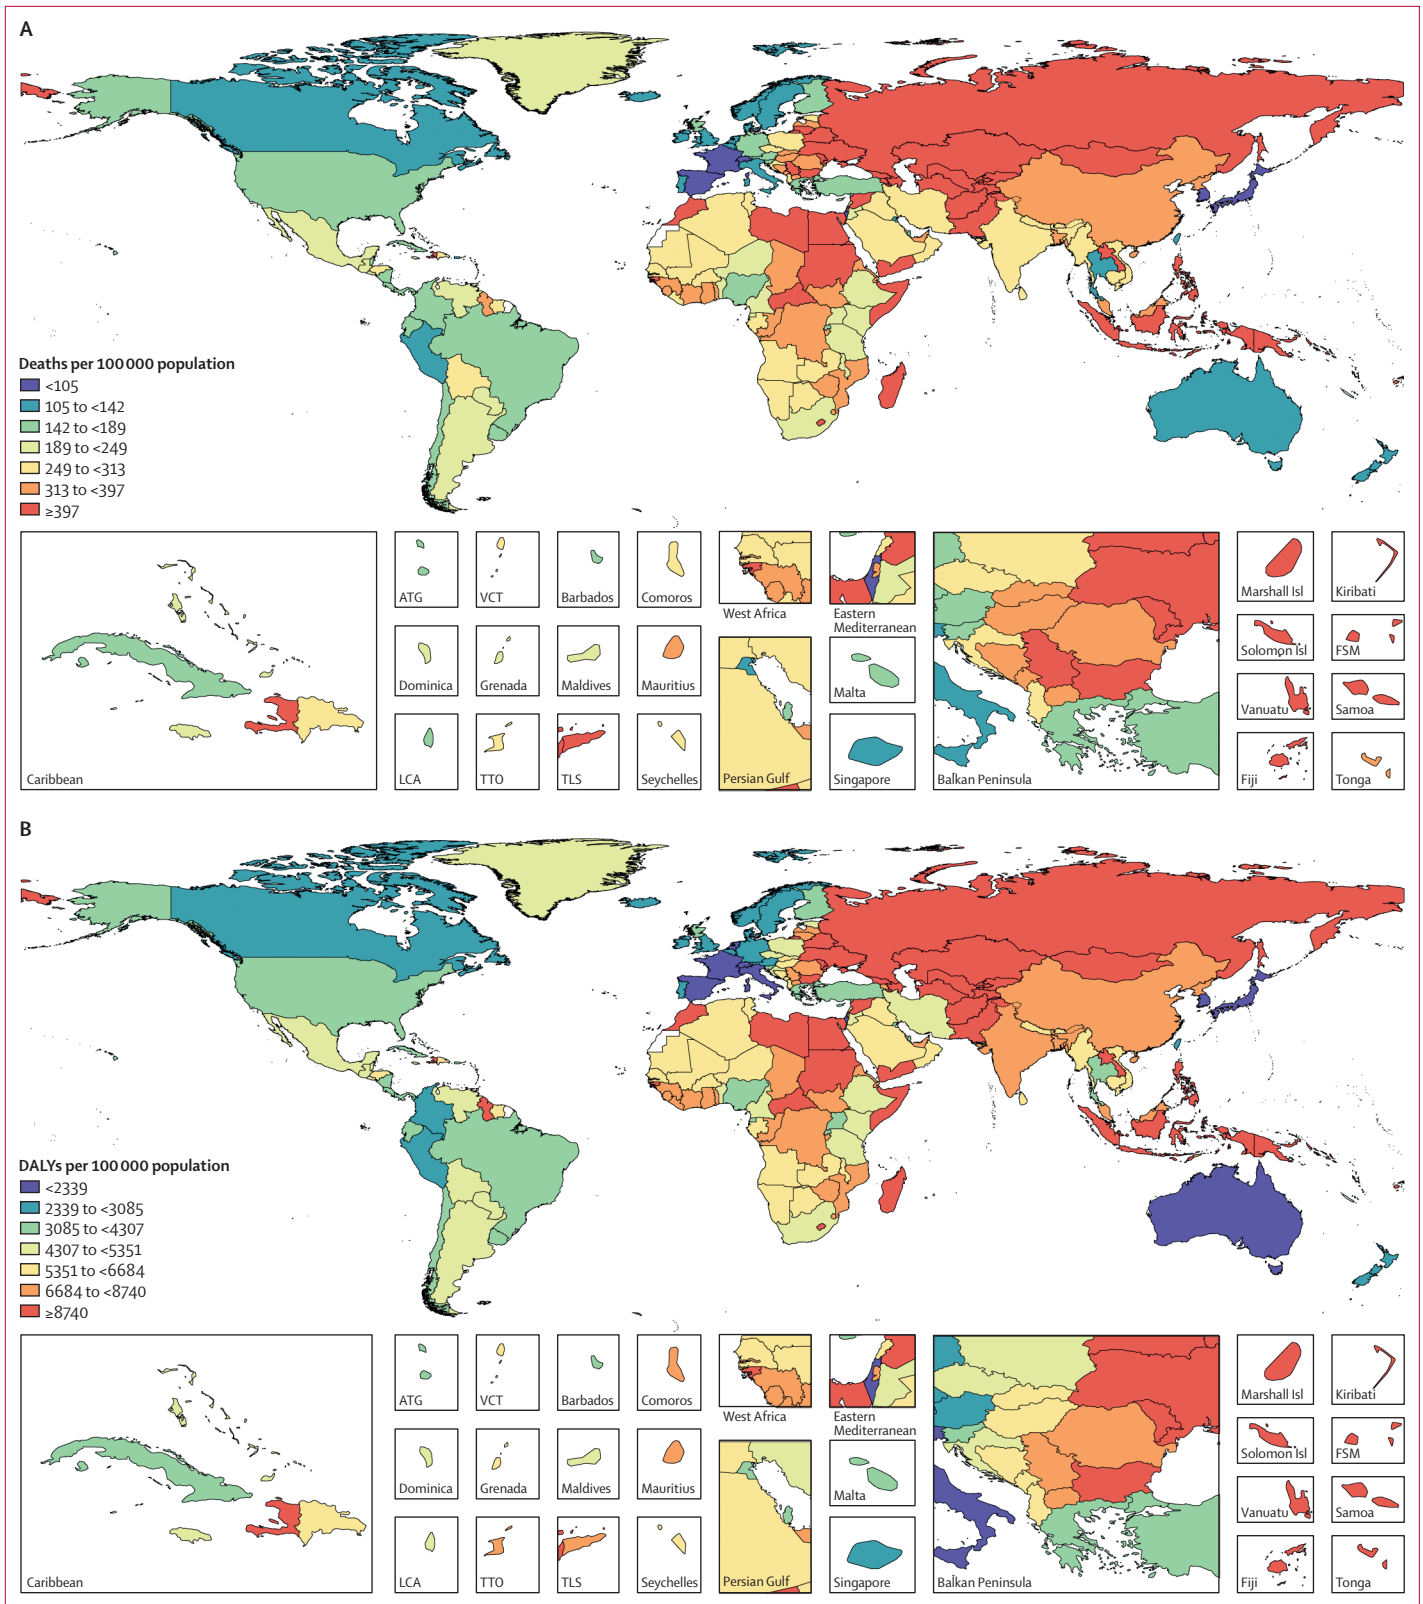 A
Deaths per 100 000 population
<105
105 to <142
142 to <189
189 to <249
249 to <313
313 to <397
≥397
Caribbean
ATG
VCT
Barbados
Comoros
Dominica
Grenada
Maldives
Mauritius
LCA
TTO
TLS
Seychelles
West Africa
Eastern
Mediterranean
Persian Gulf
Malta
Singapore
Balkan Peninsula
Marshall Isl
Kiribati
Solomon Isl
FSM
Vanuatu
Samoa
Fiji
Tonga
B
DALYs per 100 000 population
<2339
2339 to <3085
3085 to <4307
4307 to <5351
5351 to <6684
6684 to <8740
≥8740
Caribbean
ATG
VCT
Barbados
Comoros
Dominica
Grenada
Maldives
Mauritius
LCA
TTO
TLS
Seychelles
West Africa
Eastern
Mediterranean
Persian Gulf
Malta
Singapore
Balkan Peninsula
Marshall Isl
Kiribati
Solomon Isl
FSM
Vanuatu
Samoa
Fiji
Tonga